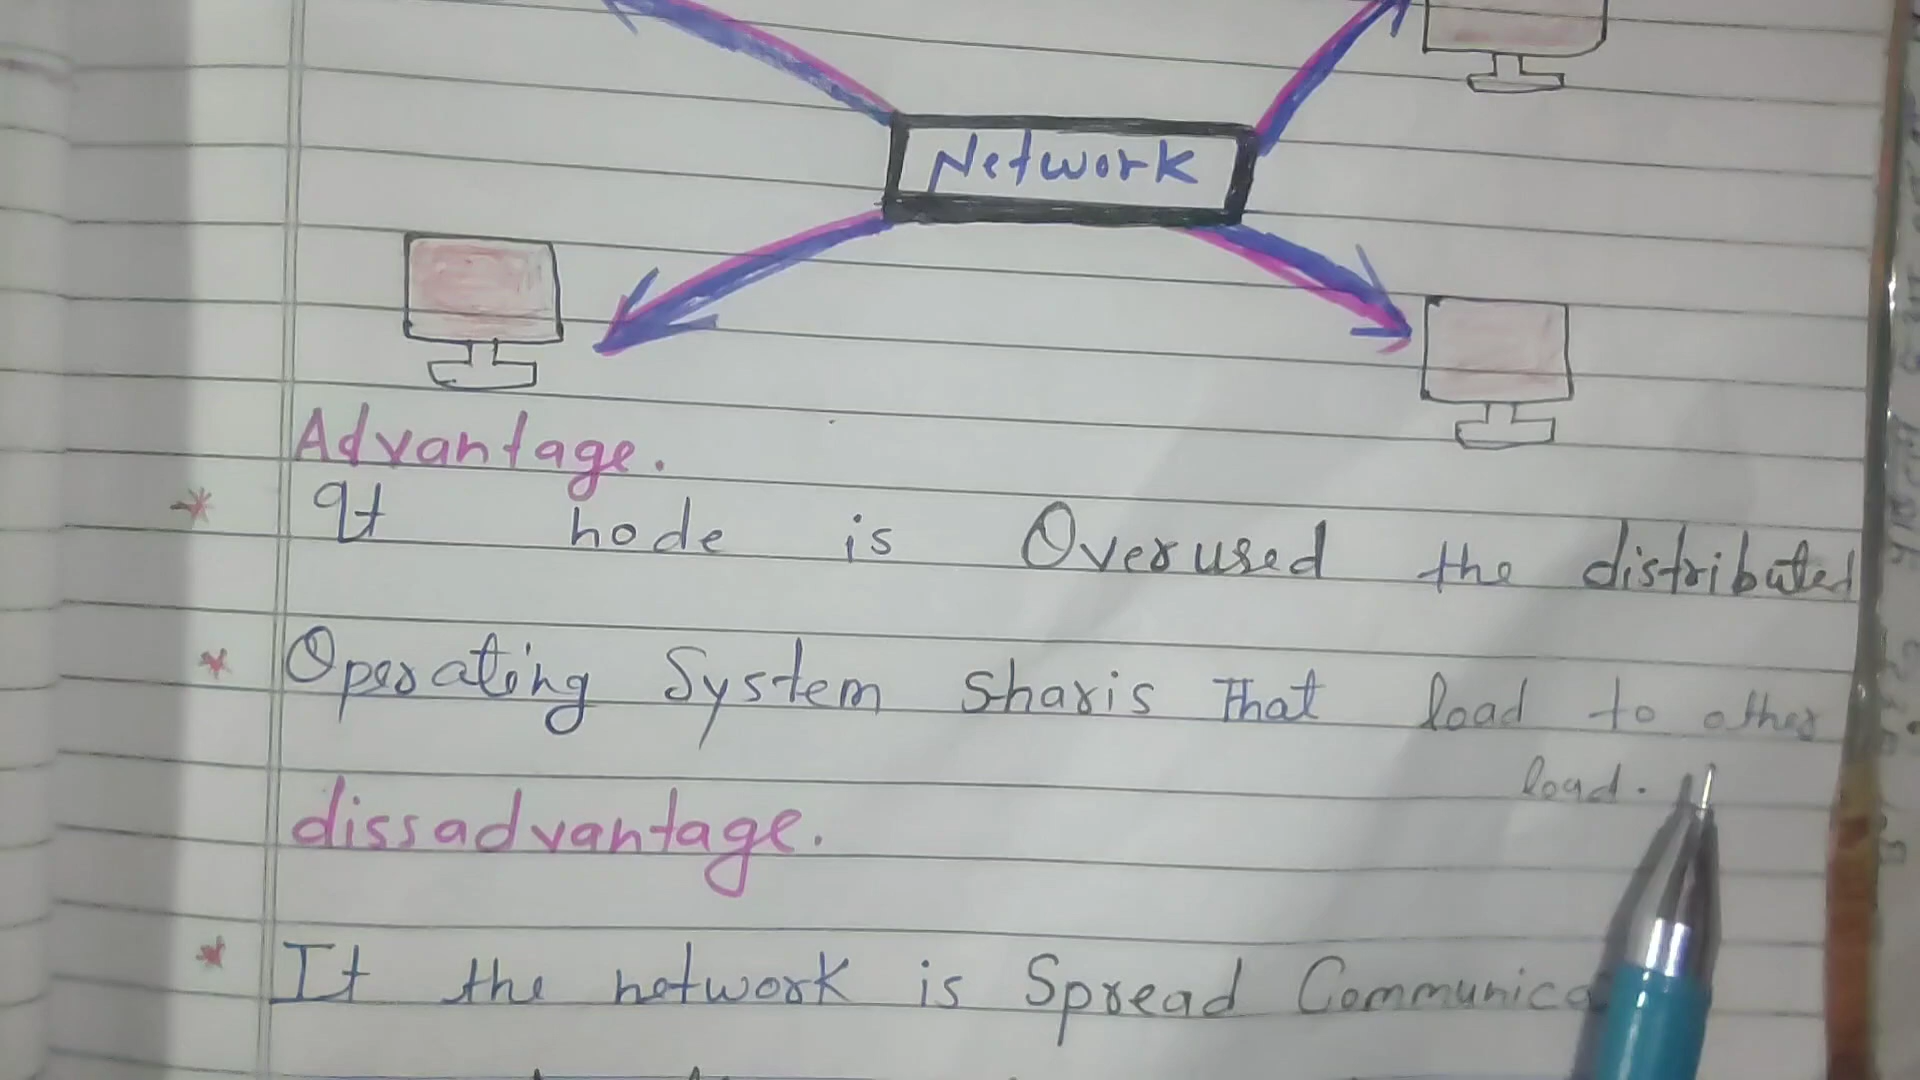 Network
Advantage.
* It node is Overused the distributed
* Operating System Sharis That load to other
load.
dissadvantage.
* It the network is Spread